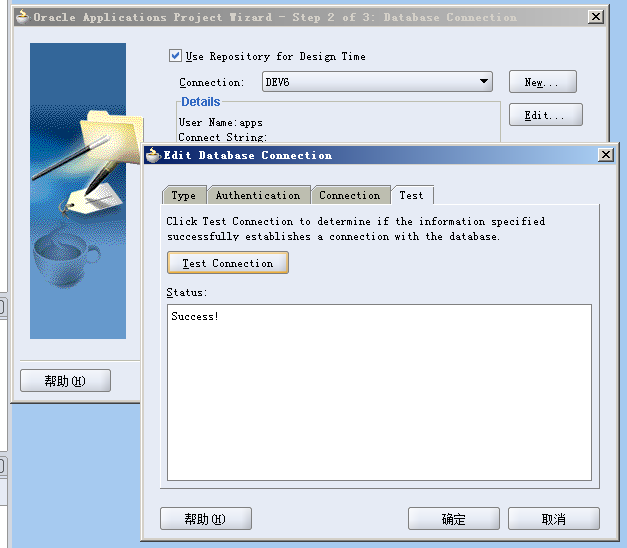 Oracle Applications Project Wizard - Step 2 of 3: Database Connection
Use Repository for Design Time
Connection: DEV6 New...
Details
Edit...
User Name:apps
Connect String:
Edit Database Connection
Type Authentication Connection Test
Click Test Connection to determine if the information specified
successfully establishes a connection with the database.
Test Connection
Status:
Success!
帮助(H)
帮助(H) 确定 取消